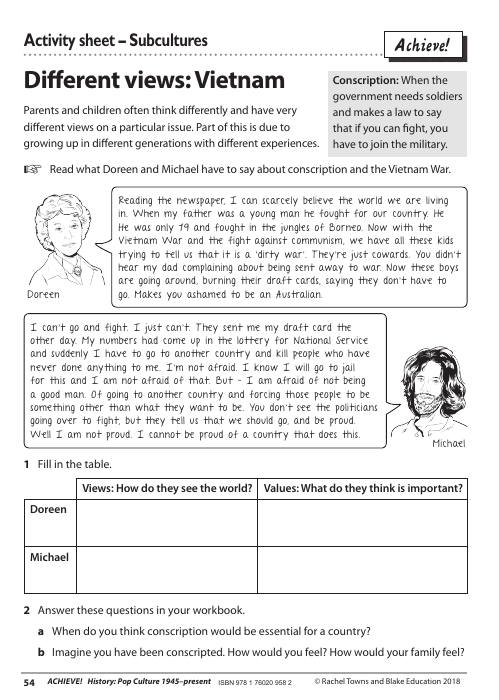 Activity sheet – Subcultures
Achieve!
Different views: Vietnam
Parents and children often think differently and have very
different views on a particular issue. Part of this is due to
growing up in different generations with different experiences.
Conscription: When the
government needs soldiers
and makes a law to say
that if you can fight, you
have to join the military.
Read what Doreen and Michael have to say about conscription and the Vietnam War.
Reading the newspaper, I can scarcely believe the world we are living
in. When my father was a young man he fought for our country. He
He was only 19 and fought in the jungles of Borneo. Now with the
Vietnam War and the fight against communism, we have all these kids
trying to tell us that it is a 'dirty war'. They're just cowards. You didn't
hear my dad complaining about being sent away to war. Now these boys
are going around, burning their draft cards, saying they don't have to
go. Makes you ashamed to be an Australian.
Doreen
I can't go and fight. I just can't. They sent me my draft card the
other day. My numbers had come up in the lottery for National Service
and suddenly I have to go to another country and kill people who have
never done anything to me. I'm not afraid. I know I will go to jail
for this and I am not afraid of that. But - I am afraid of not being
a good man. Of going to another country and forcing those people to be
something other than what they want to be. You don't see the politicians
going over to fight, but they tell us that we should go, and be proud.
Well I am not proud. I cannot be proud of a country that does this.
Michael
1 Fill in the table.
Views: How do they see the world? Values: What do they think is important?
Doreen
Michael
2 Answer these questions in your workbook.
a When do you think conscription would be essential for a country?
b Imagine you have been conscripted. How would you feel? How would your family feel?
54 ACHIEVE! History: Pop Culture 1945–present ISBN 978 1 76020 958 2 © Rachel Towns and Blake Education 2018